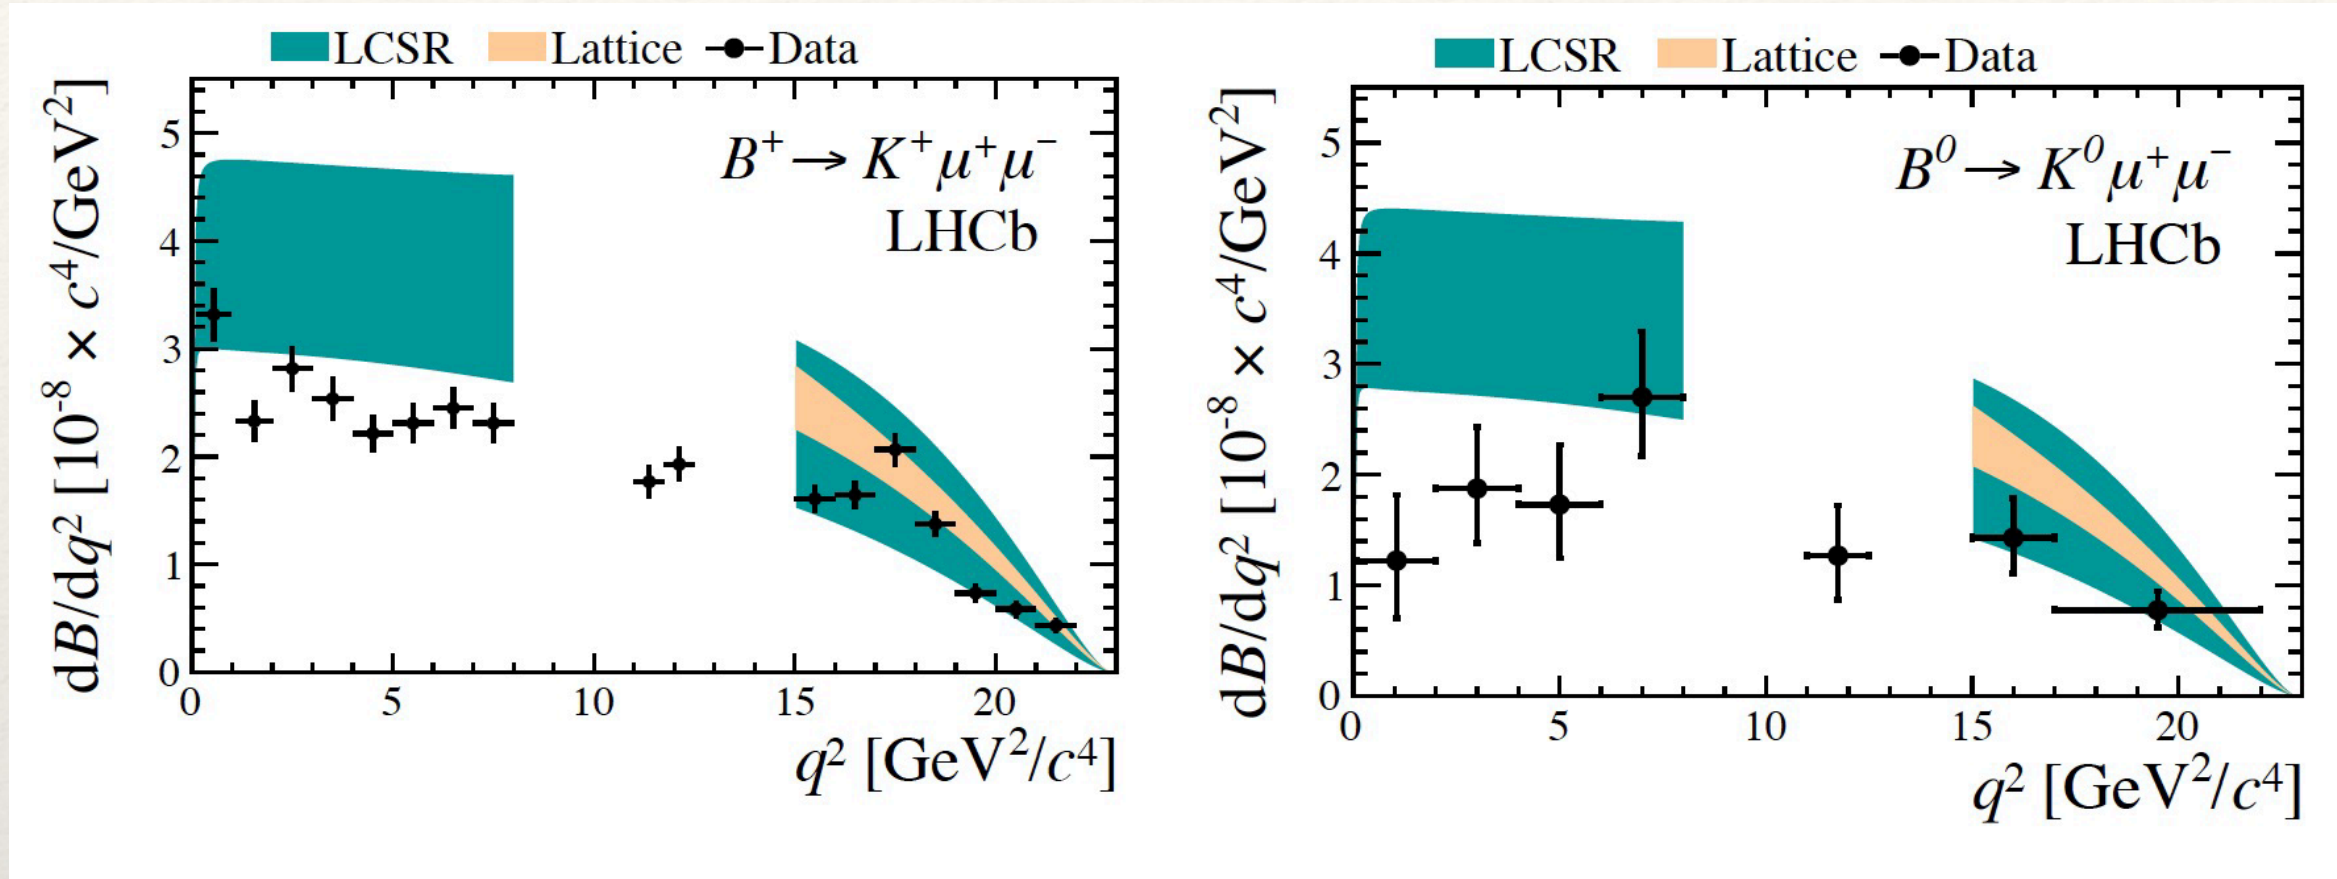 LCSR Lattice Data
dB/dq² [10⁻⁸ × c⁴/GeV²]
5
4
3
2
1
0
B⁺ → K⁺μ⁺μ⁻
LHCb
0 5 10 15 20
q² [GeV²/c⁴]
LCSR Lattice Data
dB/dq² [10⁻⁸ × c⁴/GeV²]
5
4
3
2
1
0
B⁰ → K⁰μ⁺μ⁻
LHCb
0 5 10 15 20
q² [GeV²/c⁴]